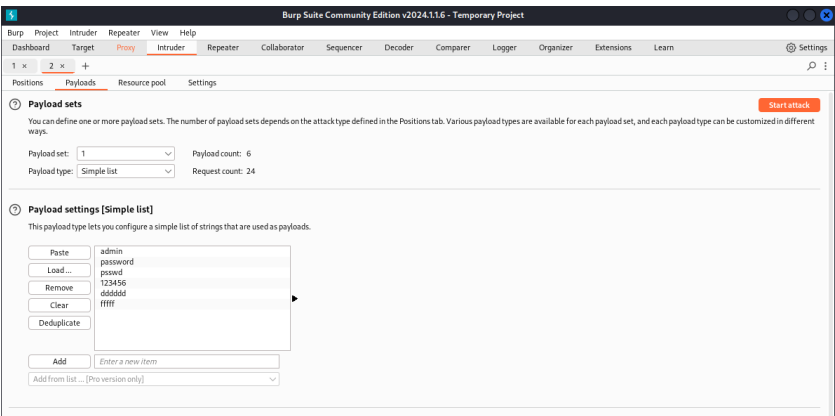 Burp Suite Community Edition v2024.1.1.6 - Temporary Project
Burp Project Intruder Repeater View Help
Dashboard Target Proxy Intruder Repeater Collaborator Sequencer Decoder Comparer Logger Organizer Extensions Learn Settings
1 × 2 × +
Positions Payloads Resource pool Settings
? Payload sets Start attack
You can define one or more payload sets. The number of payload sets depends on the attack type defined in the Positions tab. Various payload types are available for each payload set, and each payload type can be customized in different
ways.
Payload set: 1 Payload count: 6
Payload type: Simple list Request count: 24
? Payload settings [Simple list]
This payload type lets you configure a simple list of strings that are used as payloads.
Paste
Load ...
Remove
Clear
Deduplicate
admin
password
psswd
123456
dddddd
fffff
Add Enter a new item
Add from list ... [Pro version only]